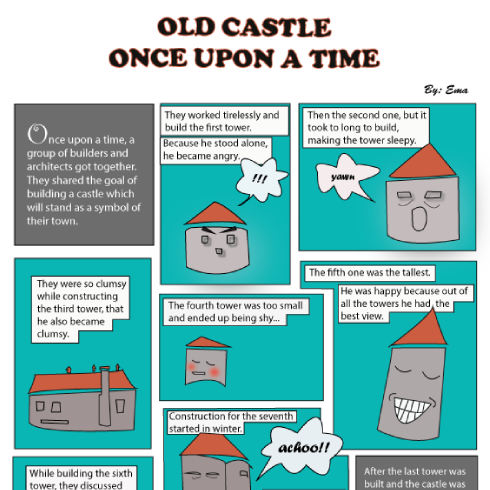 OLD CASTLE
ONCE UPON A TIME
By: Ema
Once upon a time, a
group of builders and
architects got together.
They shared the goal of
building a castle which
will stand as a symbol of
their town.
They worked tirelessly and
build the first tower.
Because he stood alone,
he became angry.
!!!
Then the second one, but it
took to long to build,
making the tower sleepy.
yawn
They were so clumsy
while constructing
the third tower, that
he also became
clumsy.
The fourth tower was too small
and ended up being shy...
The fifth one was the tallest.
He was happy because out of
all the towers he had, the
best view.
While building the sixth
tower, they discussed
Construction for the seventh
started in winter.
achoo!!
After the last tower was
built and the castle was